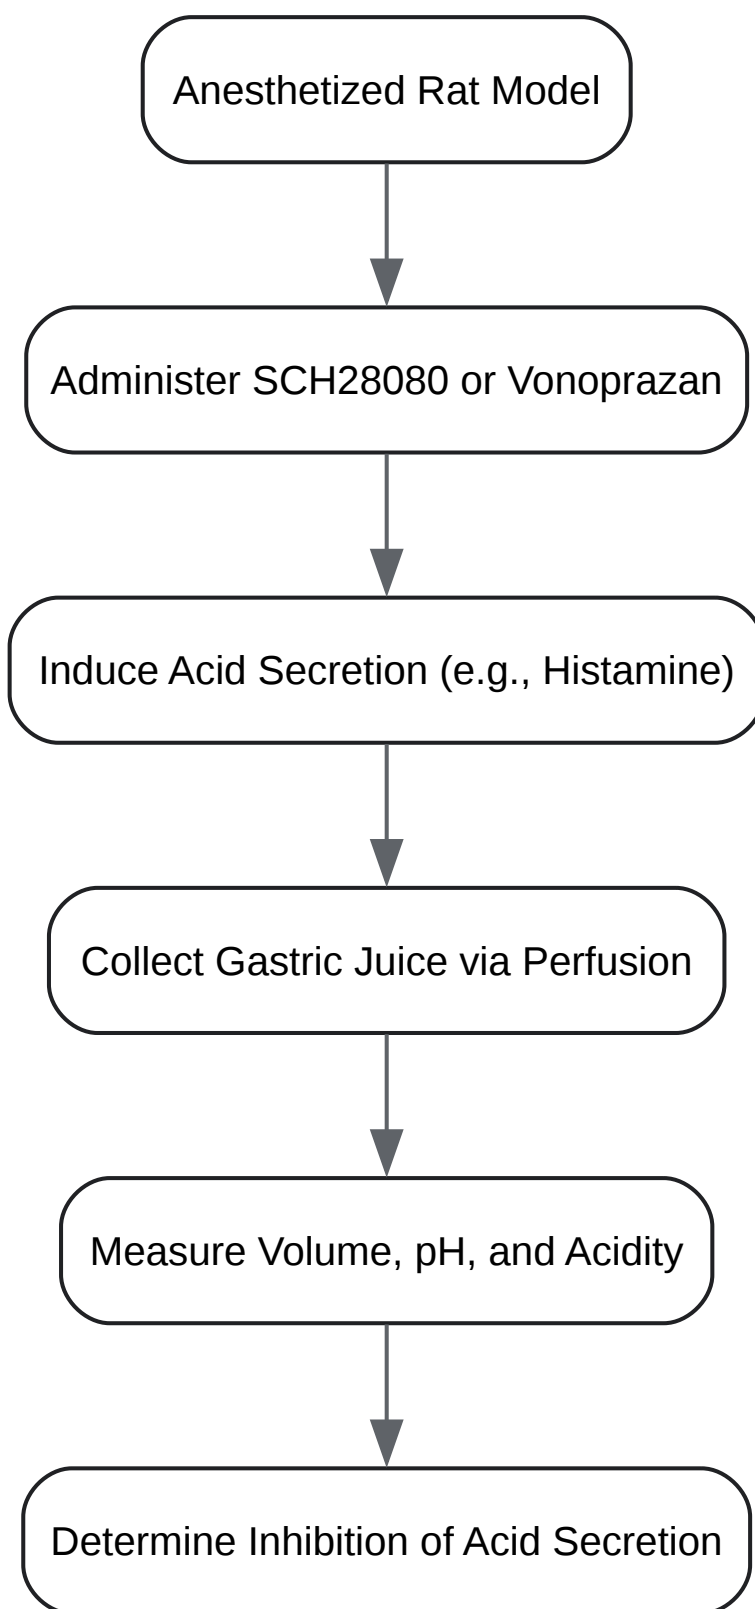 Anesthetized Rat Model
Administer SCH28080 or Vonoprazan
Induce Acid Secretion (e.g., Histamine)
Collect Gastric Juice via Perfusion
Measure Volume, pH, and Acidity
Determine Inhibition of Acid Secretion